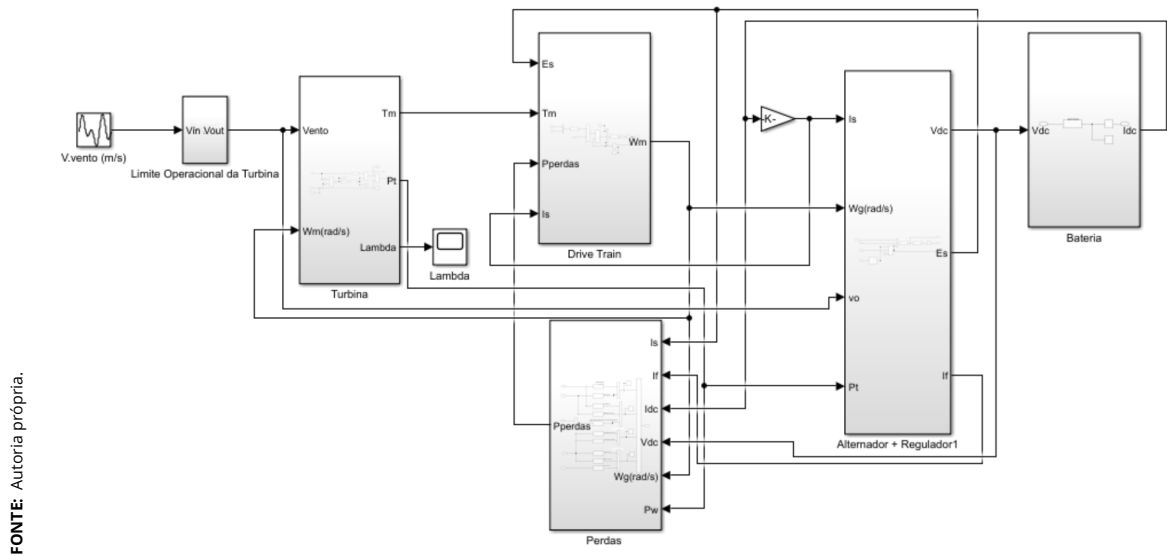 V.vento (m/s)
Vin Vout
Limite Operacional da Turbina
Vento
Wm(rad/s)
Tm
Pt
Lambda
Turbina
Lambda
Es
Tm
Pperdas
Is
Wm
Drive Train
-K-
Is
Wg(rad/s)
vo
Pt
Vdc
Es
If
Alternador + Regulador1
Vdc
Idc
Bateria
Pperdas
Is
If
Idc
Vdc
Wg(rad/s)
Pw
Perdas
FONTE: Autoria própria.